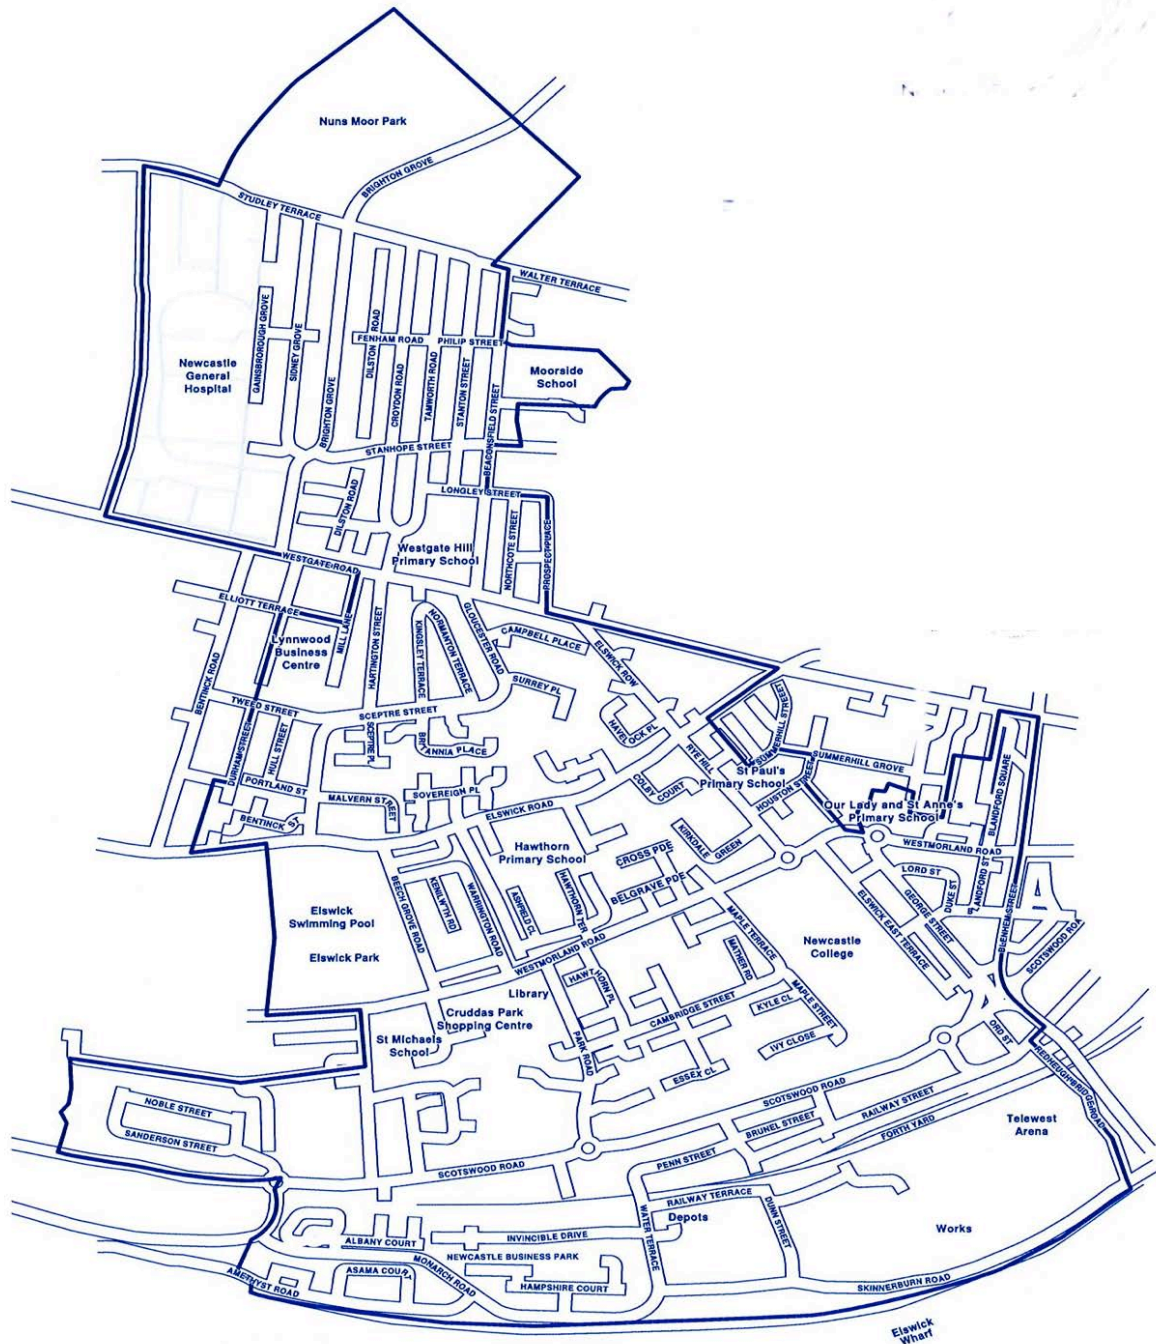 Nuns Moor Park
BRIGHTON GROVE
STUDLEY TERRACE
WALTER TERRACE
GAINSBOROUGH GROVE
SIDNEY GROVE
BRIGHTON GROVE
DILSTON ROAD
FENHAM ROAD
PHILIP STREET
CROYDON ROAD
TAMWORTH ROAD
STANTON STREET
BEACONSFIELD STREET
Newcastle
General
Hospital
Moorside
School
STANHOPE STREET
LONGLEY STREET
DILSTON ROAD
NORTHCOTE STREET
PROSPECT PLACE
Westgate Hill
Primary School
WESTGATE ROAD
ELLIOTT TERRACE
Lynnwood
Business
Centre
MILL LANE
HARTINGTON STREET
KINGSLEY TERRACE
NORMANTON TERRACE
GLOUCESTER ROAD
CAMPBELL PLACE
SURREY PL
ELSWICK ROW
BENTINCK ROAD
TWEED STREET
SCEPTRE STREET
SCEPTRE PL
BRITANNIA PLACE
HAVELOCK PL
RYE HILL
SUMMERHILL STREEET
SUMMERHILL GROVE
DURHAM STREET
HULL STREET
PORTLAND ST
MALVERN STREET
SOVEREIGN PL
ELSWICK ROAD
COLBY COURT
St Paul's
Primary School
HOUSTON STREET
Our Lady and St Anne's
Primary School
BLANDFORD SQUARE
BENTINCK ST
Hawthorn
Primary School
KIRKDALE GREEN
WESTMORLAND ROAD
CROSS PDE
BELGRAVE PDE
LORD ST
DUKE ST
BLANDFORD ST
GEORGE STREET
ELSWICK EAST TERRACE
BLENHEIM STREET
SCOTSWOOD ROA
Elswick
Swimming Pool
Elswick Park
BEECH GROVE ROAD
KENILW'TH RD
WARRINGTON ROAD
ASHFIELD CL
HAWTHORN TER
WESTMORLAND ROAD
MAPLE TERRACE
MATHER RD
Newcastle
College
Library
HAWTHORN PL
Cruddas Park
Shopping Centre
St Michaels
School
PARK ROAD
CAMBRIDGE STREET
KYLE CL
MAPLE STREET
IVY CLOSE
ESSEX CL
ORD ST
REDHEUGH BRIDGE ROAD
NOBLE STREET
SANDERSON STREET
SCOTSWOOD ROAD
SCOTSWOOD ROAD
RAILWAY STREET
BRUNEL STREET
FORTH YARD
PENN STREET
Telewest
Arena
RAILWAY TERRACE
WATER TERRACE
Depots
DUNN STREET
Works
ALBANY COURT
INVINCIBLE DRIVE
NEWCASTLE BUSINESS PARK
ASAMA COURT
MONARCH ROAD
HAMPSHIRE COURT
AMETHYST ROAD
SKINNERBURN ROAD
Elswick
Wharf